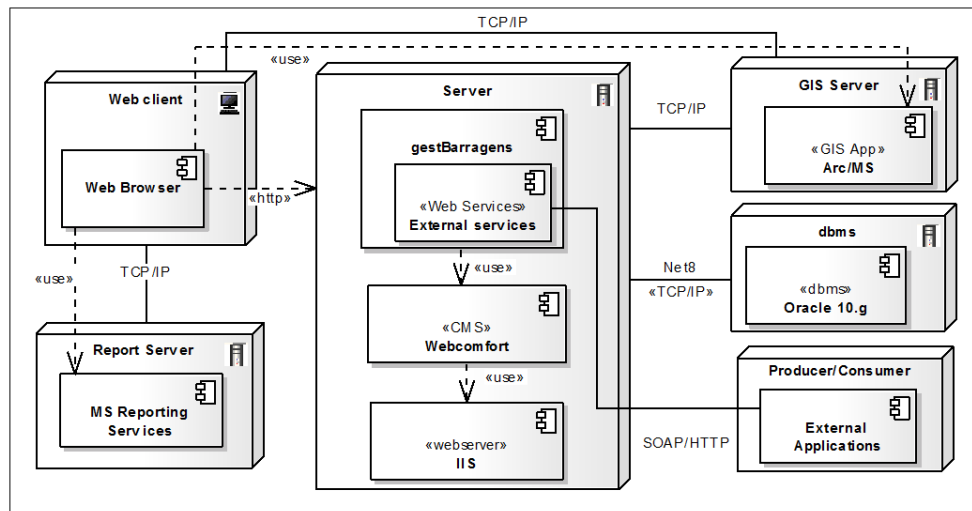 TCP/IP
«use»
Web client
Web Browser
«http»
«use»
TCP/IP
Report Server
MS Reporting
Services
Server
gestBarragens
«Web Services»
External services
«use»
«CMS»
Webcomfort
«use»
«webserver»
IIS
TCP/IP
GIS Server
«GIS App»
Arc/MS
Net8
«TCP/IP»
dbms
«dbms»
Oracle 10.g
SOAP/HTTP
Producer/Consumer
External
Applications